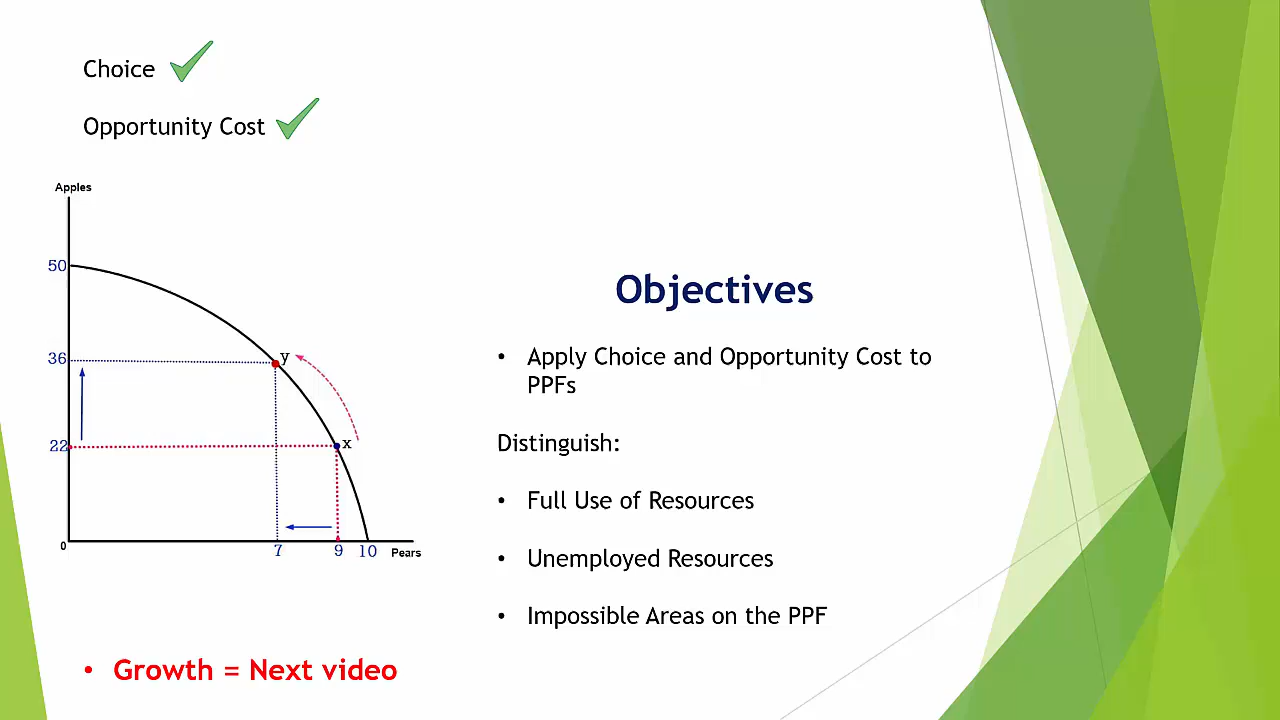 Choice
Opportunity Cost
Apples
50
36
y
22
x
0
7
9
10
Pears
Objectives
• Apply Choice and Opportunity Cost to
PPFs
Distinguish:
• Full Use of Resources
• Unemployed Resources
• Impossible Areas on the PPF
• Growth = Next video